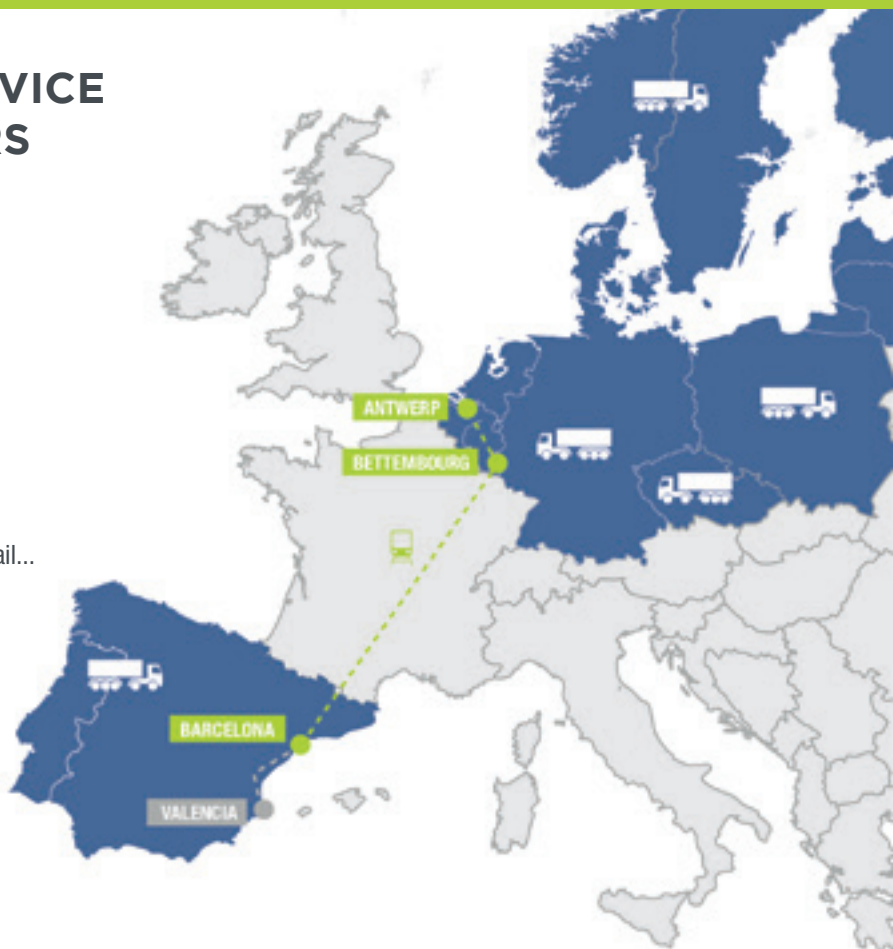 VICE
RS
ANTWERP
BETTEMBOURG
ail...
BARCELONA
VALENCIA